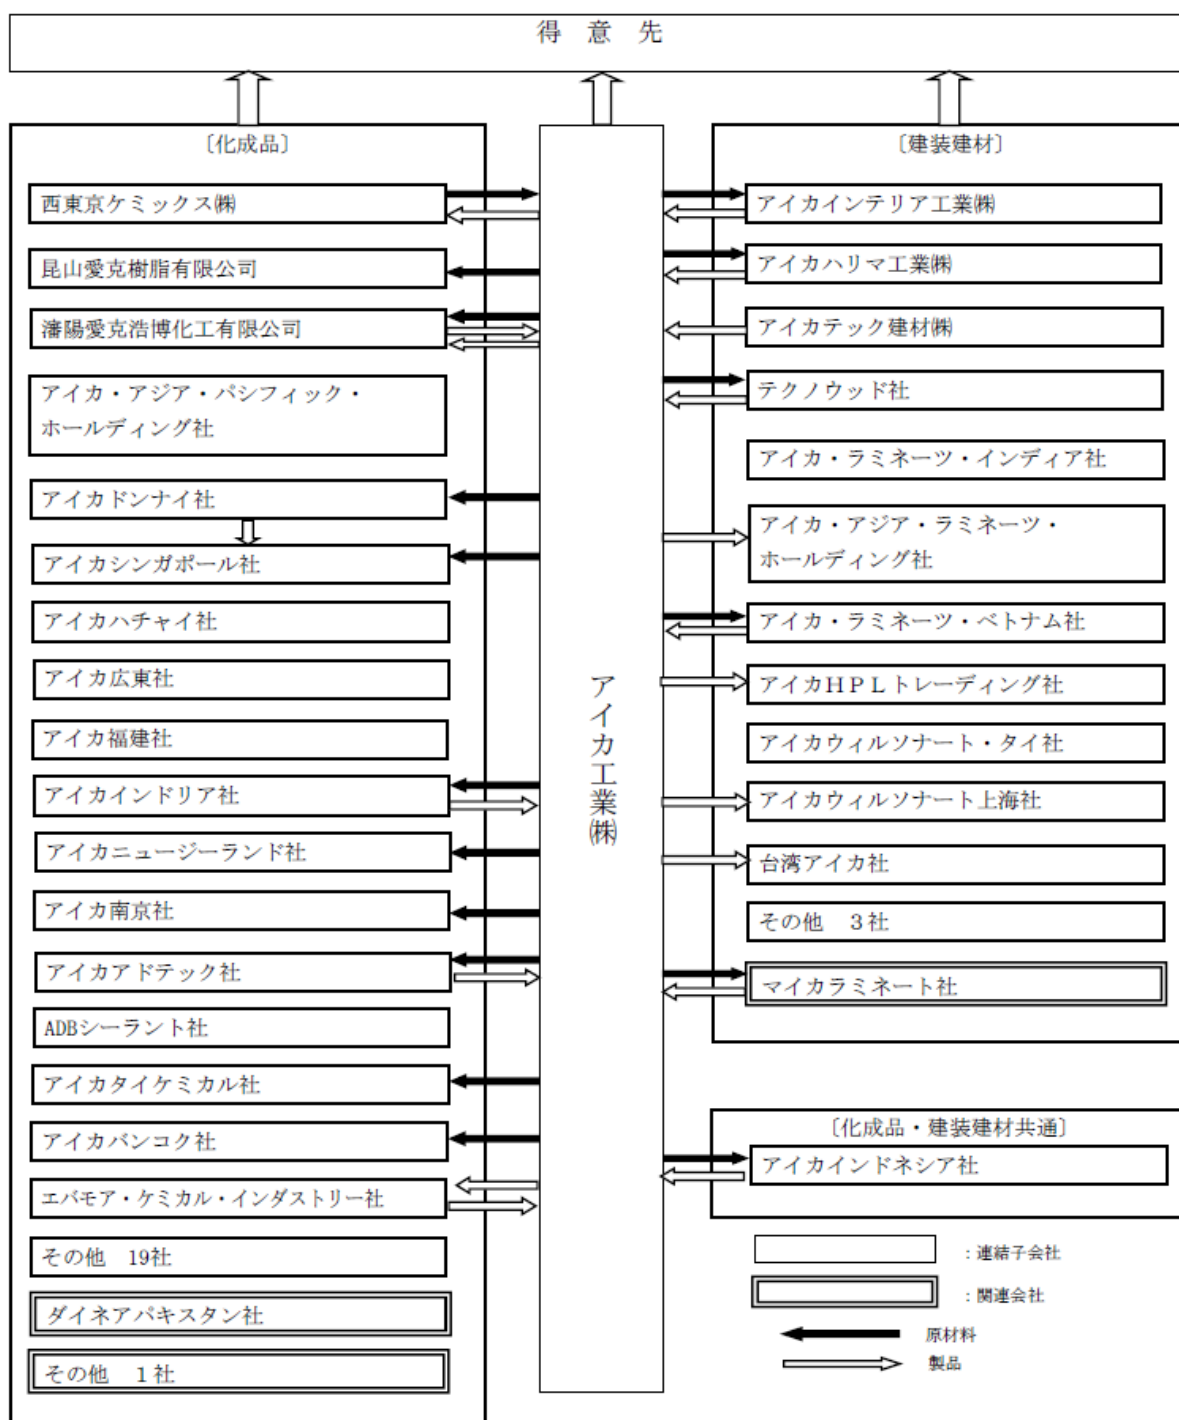 得 意 先
〔化成品〕
西東京ケミックス㈱
昆山愛克樹脂有限公司
瀋陽愛克浩博化工有限公司
アイカ・アジア・パシフィック・
ホールディング社
アイカドンナイ社
アイカシンガポール社
アイカハチャイ社
アイカ広東社
アイカ福建社
アイカインドリア社
アイカニュージーランド社
アイカ南京社
アイカアドテック社
ADBシーラント社
アイカタイケミカル社
アイカバンコク社
エバモア・ケミカル・インダストリー社
その他 19社
ダイネアパキスタン社
その他 1社
アイカ工業㈱
〔建装建材〕
アイカインテリア工業㈱
アイカハリマ工業㈱
アイカテック建材㈱
テクノウッド社
アイカ・ラミネーツ・インディア社
アイカ・アジア・ラミネーツ・
ホールディング社
アイカ・ラミネーツ・ベトナム社
アイカHPLトレーディング社
アイカウィルソナート・タイ社
アイカウィルソナート上海社
台湾アイカ社
その他 3社
マイカラミネート社
〔化成品・建装建材共通〕
アイカインドネシア社
：連結子会社
：関連会社
原材料
製品